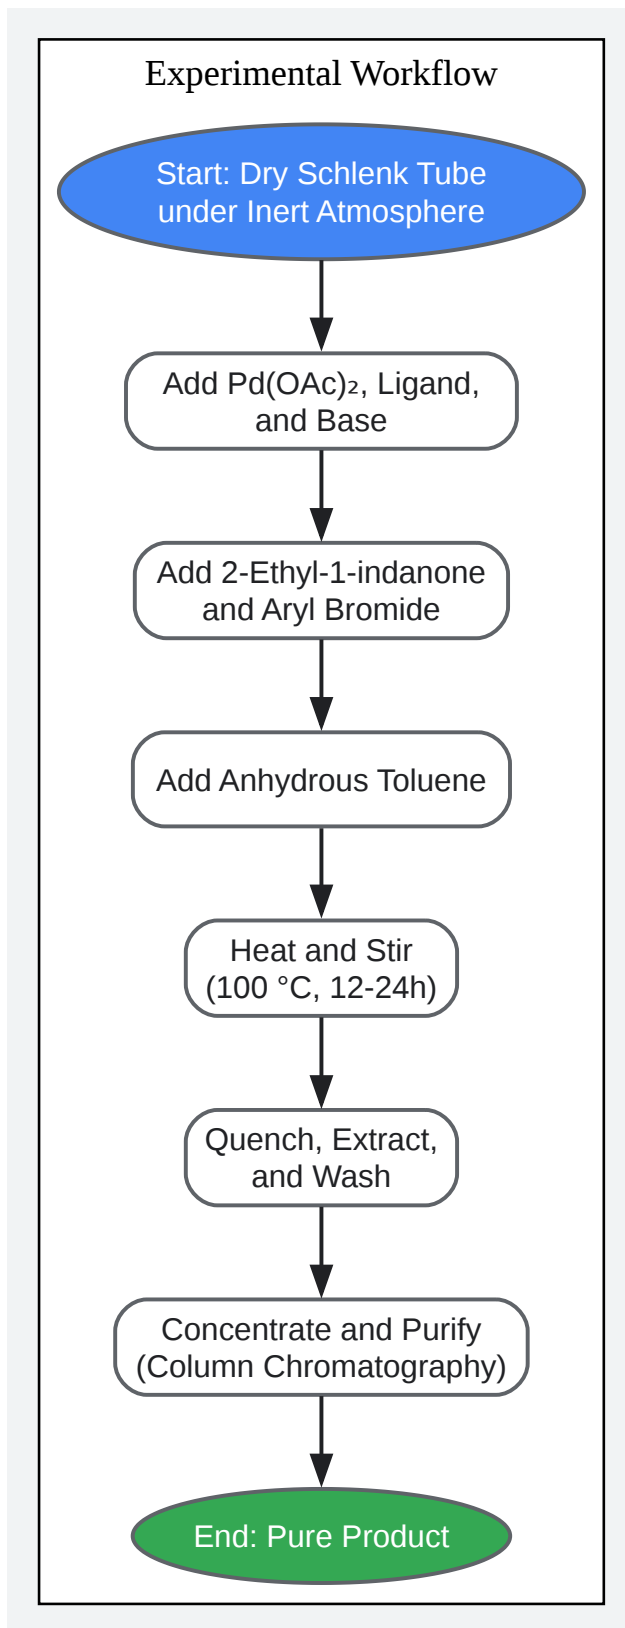 Experimental Workflow
Start: Dry Schlenk Tube
under Inert Atmosphere
Add Pd(OAc)₂, Ligand,
and Base
Add 2-Ethyl-1-indanone
and Aryl Bromide
Add Anhydrous Toluene
Heat and Stir
(100 °C, 12-24h)
Quench, Extract,
and Wash
Concentrate and Purify
(Column Chromatography)
End: Pure Product